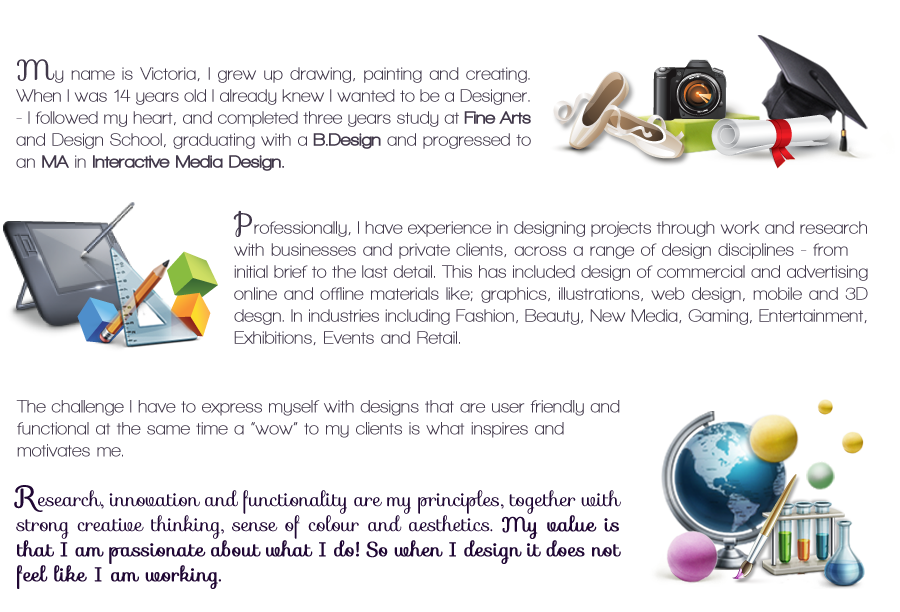 My name is Victoria, I grew up drawing, painting and creating.
When I was 14 years old I already knew I wanted to be a Designer.
- I followed my heart, and completed three years study at Fine Arts
and Design School, graduating with a B.Design and progressed to
an MA in Interactive Media Design.
Professionally, I have experience in designing projects through work and research
with businesses and private clients, across a range of design disciplines - from
initial brief to the last detail. This has included design of commercial and advertising
online and offline materials like; graphics, illustrations, web design, mobile and 3D
desgn. In industries including Fashion, Beauty, New Media, Gaming, Entertainment,
Exhibitions, Events and Retail.
The challenge I have to express myself with designs that are user friendly and
functional at the same time a "wow" to my clients is what inspires and
motivates me.
Research, innovation and functionality are my principles, together with
strong creative thinking, sense of colour and aesthetics. My value is
that I am passionate about what I do! So when I design it does not
feel like I am working.